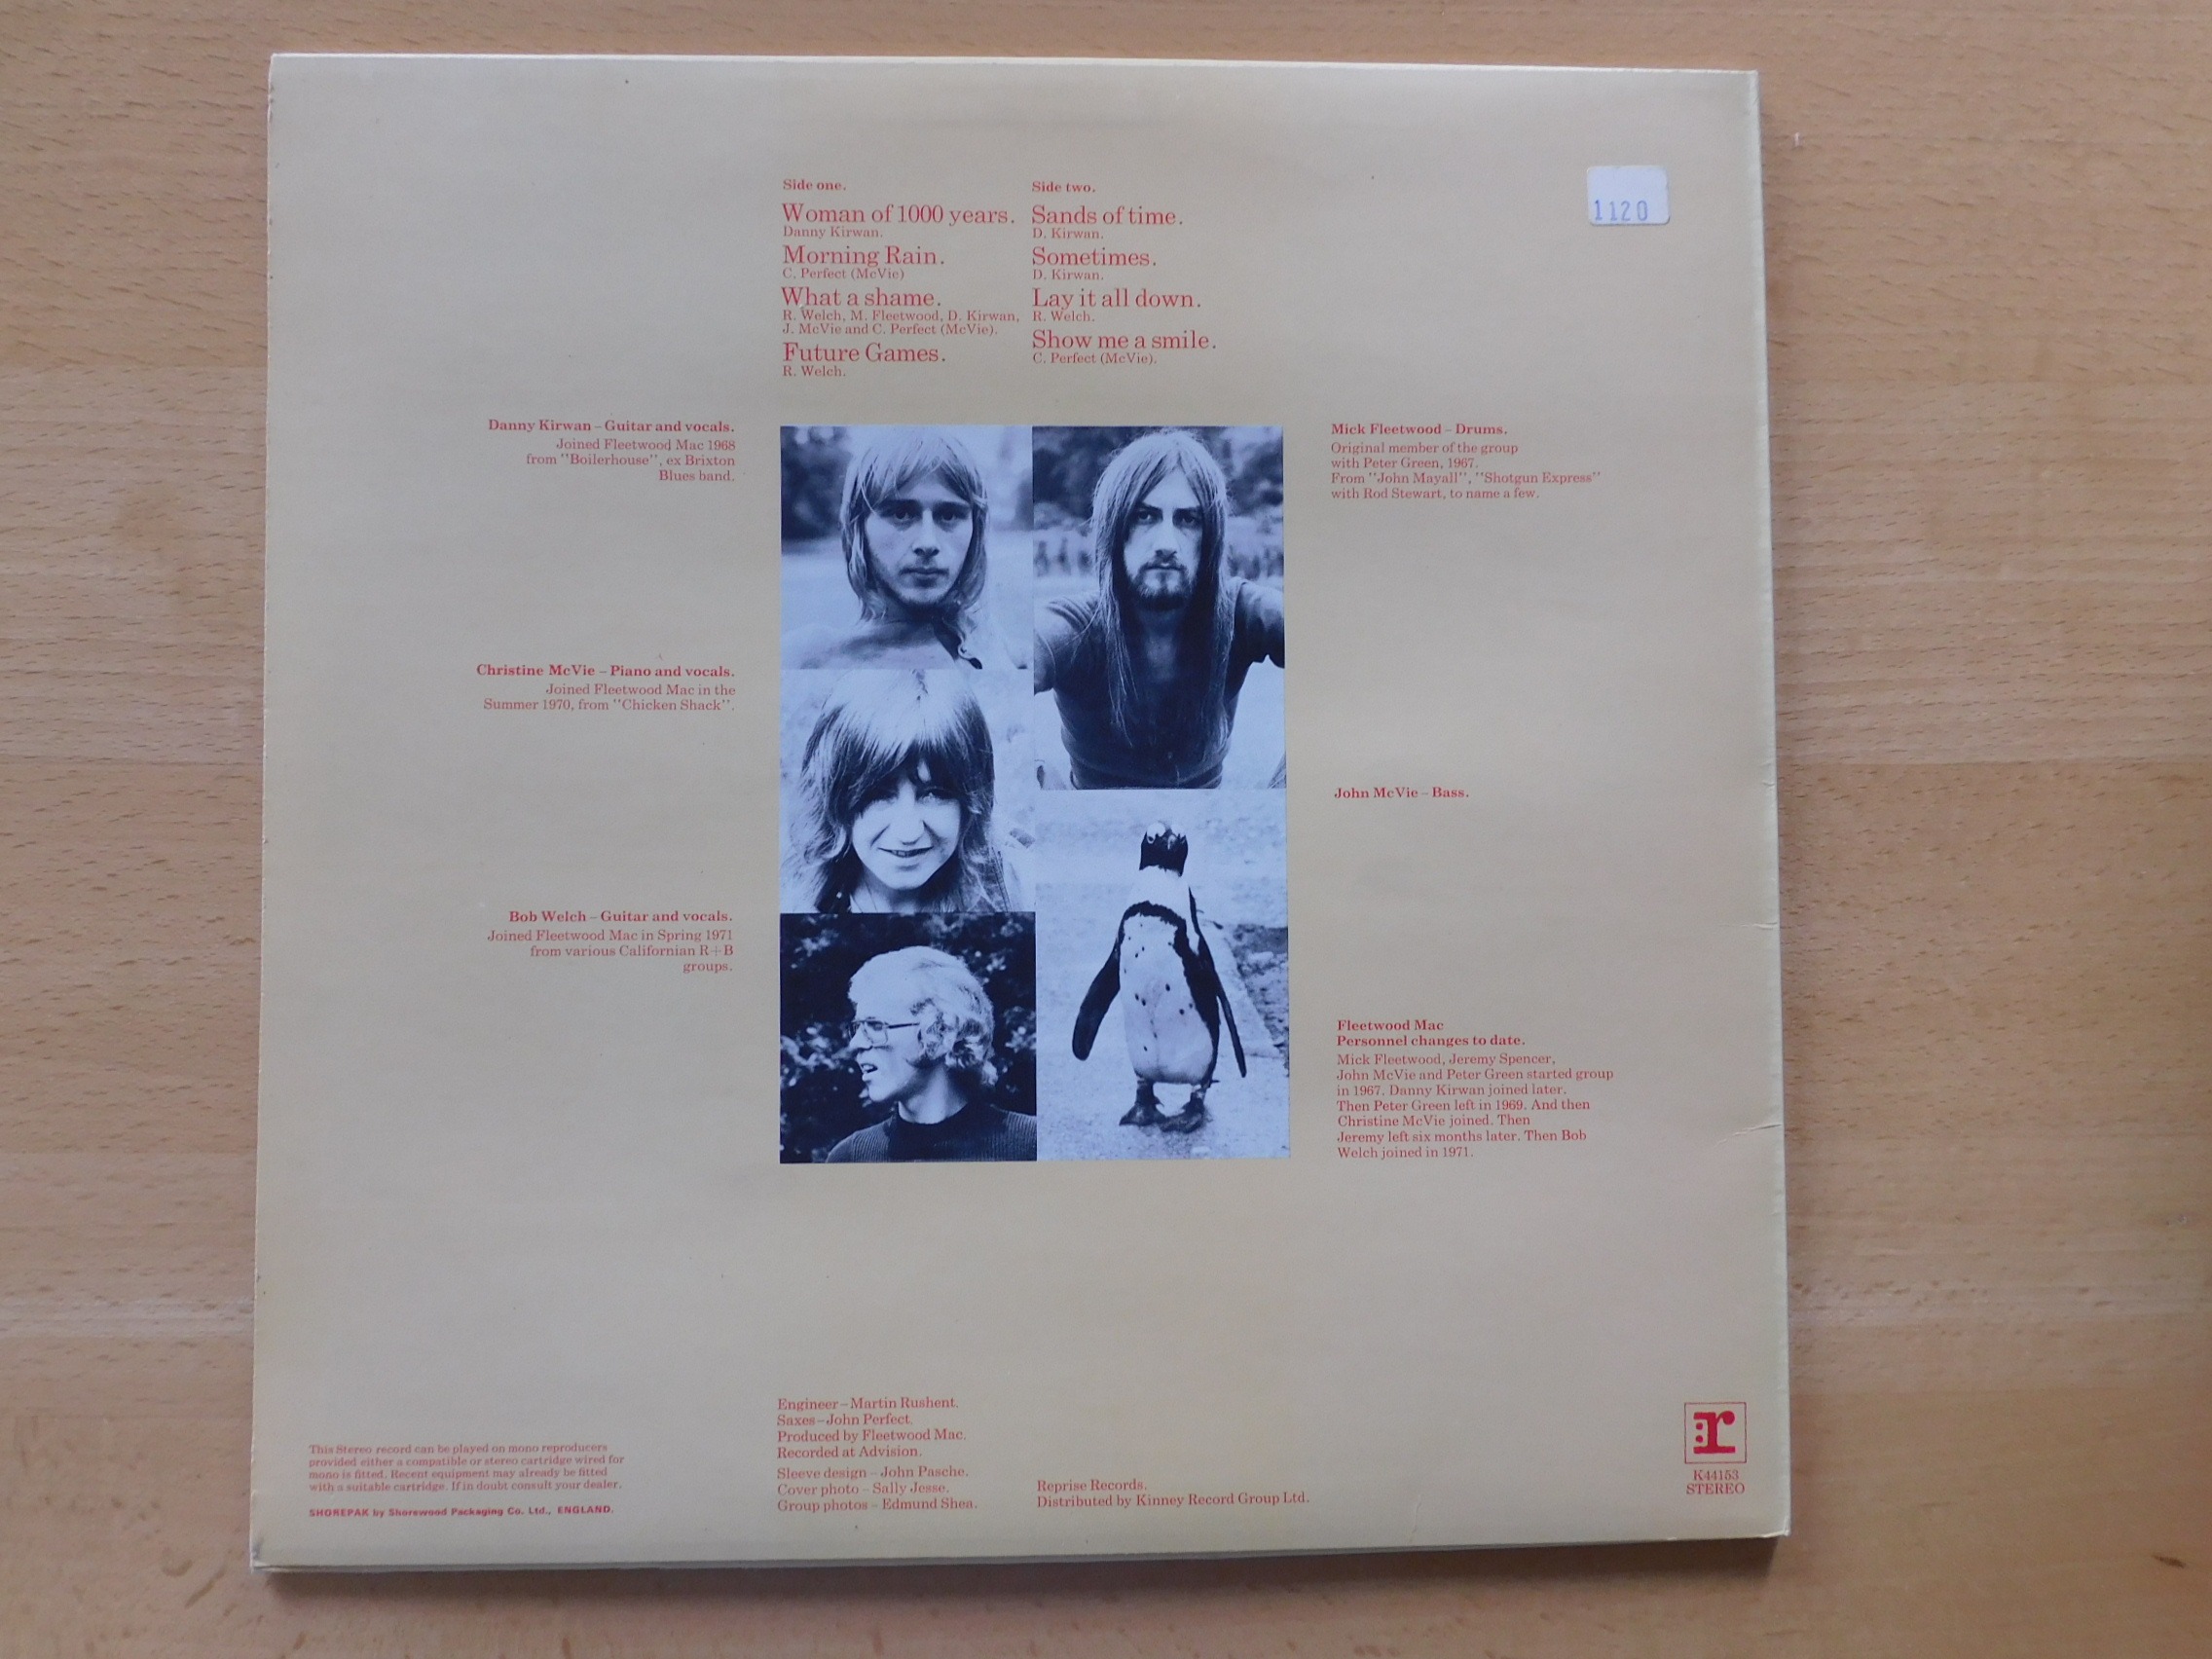 Side one.
Woman of 1000 years.
Danny Kirwan.
Morning Rain.
C. Perfect (McVie)
What a shame.
R. Welch, M. Fleetwood, D. Kirwan,
J. McVie and C. Perfect (McVie).
Future Games.
R. Welch.
Side two.
Sands of time.
D. Kirwan.
Sometimes.
D. Kirwan.
Lay it all down.
R. Welch.
Show me a smile.
C. Perfect (McVie).
1120
Danny Kirwan – Guitar and vocals.
Joined Fleetwood Mac 1968
from "Boilerhouse", ex Brixton
Blues band.
Christine McVie – Piano and vocals.
Joined Fleetwood Mac in the
Summer 1970, from "Chicken Shack".
Bob Welch – Guitar and vocals.
Joined Fleetwood Mac in Spring 1971
from various Californian R+B
groups.
Mick Fleetwood – Drums.
Original member of the group
with Peter Green, 1967.
From "John Mayall", "Shotgun Express"
with Rod Stewart, to name a few.
John McVie – Bass.
Fleetwood Mac
Personnel changes to date.
Mick Fleetwood, Jeremy Spencer,
John McVie and Peter Green started group
in 1967. Danny Kirwan joined later.
Then Peter Green left in 1969. And then
Christine McVie joined. Then
Jeremy left six months later. Then Bob
Welch joined in 1971.
This Stereo record can be played on mono reproducers
provided either a compatible or stereo cartridge wired for
mono is fitted. Recent equipment may already be fitted
with a suitable cartridge. If in doubt consult your dealer.
SHOREPAK by Shorewood Packaging Co. Ltd., ENGLAND.
Engineer – Martin Rushent.
Saxes – John Perfect.
Produced by Fleetwood Mac.
Recorded at Advision.
Sleeve design – John Pasche.
Cover photo – Sally Jesse.
Group photos – Edmund Shea.
Reprise Records.
Distributed by Kinney Record Group Ltd.
r
K44153
STEREO